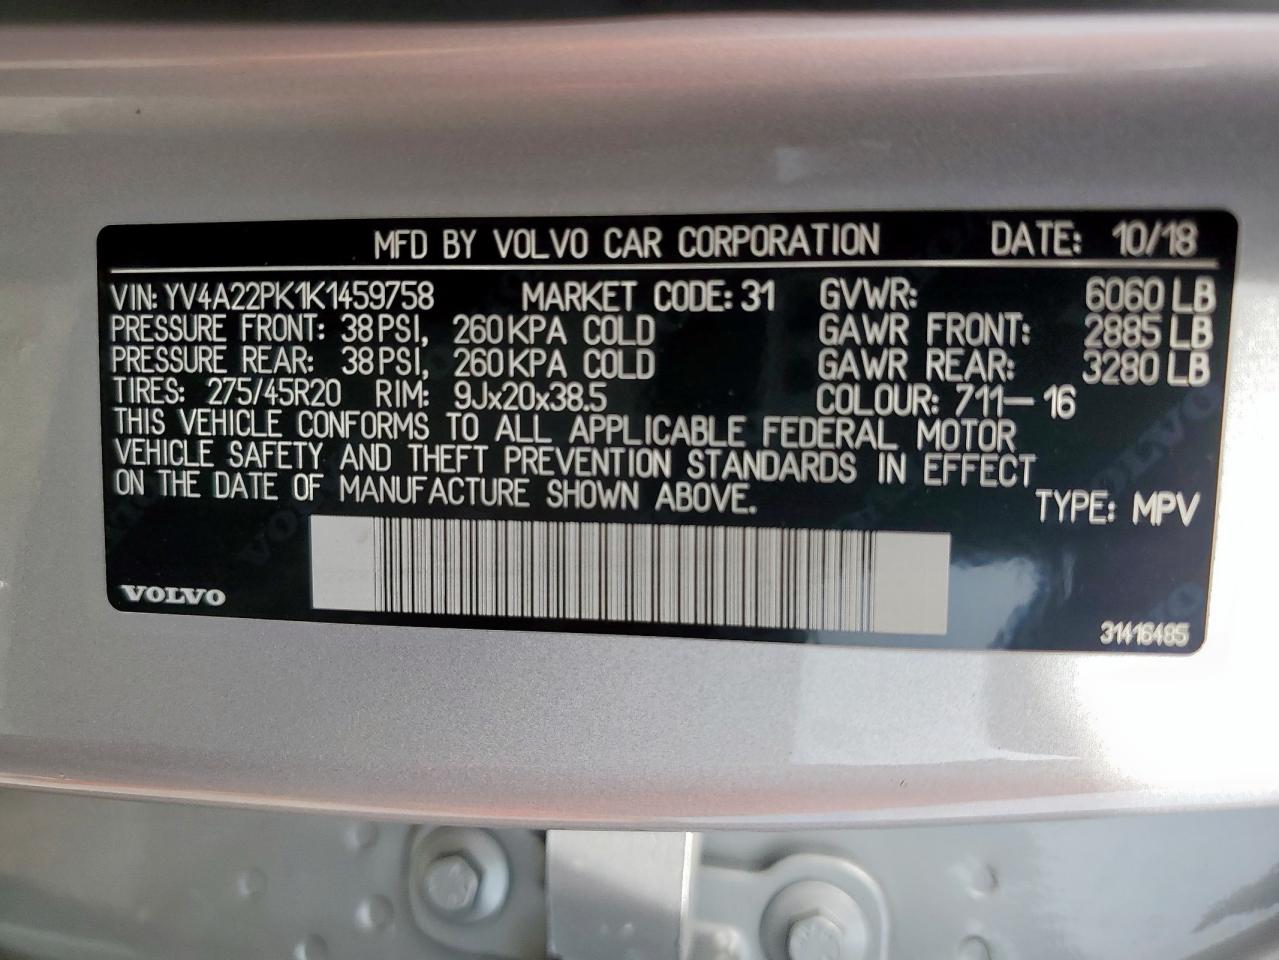 MFD BY VOLVO CAR CORPORATION DATE: 10/18
VIN: YV4A22PK1K1459758 MARKET CODE: 31 GVWR: 6060 LB
PRESSURE FRONT: 38 PSI, 260 KPA COLD GAWR FRONT: 2885 LB
PRESSURE REAR: 38 PSI, 260 KPA COLD GAWR REAR: 3280 LB
TIRES: 275/45R20 RIM: 9Jx20x38.5 COLOUR: 711-16
THIS VEHICLE CONFORMS TO ALL APPLICABLE FEDERAL MOTOR
VEHICLE SAFETY AND THEFT PREVENTION STANDARDS IN EFFECT
ON THE DATE OF MANUFACTURE SHOWN ABOVE.
TYPE: MPV
VOLVO
31416485